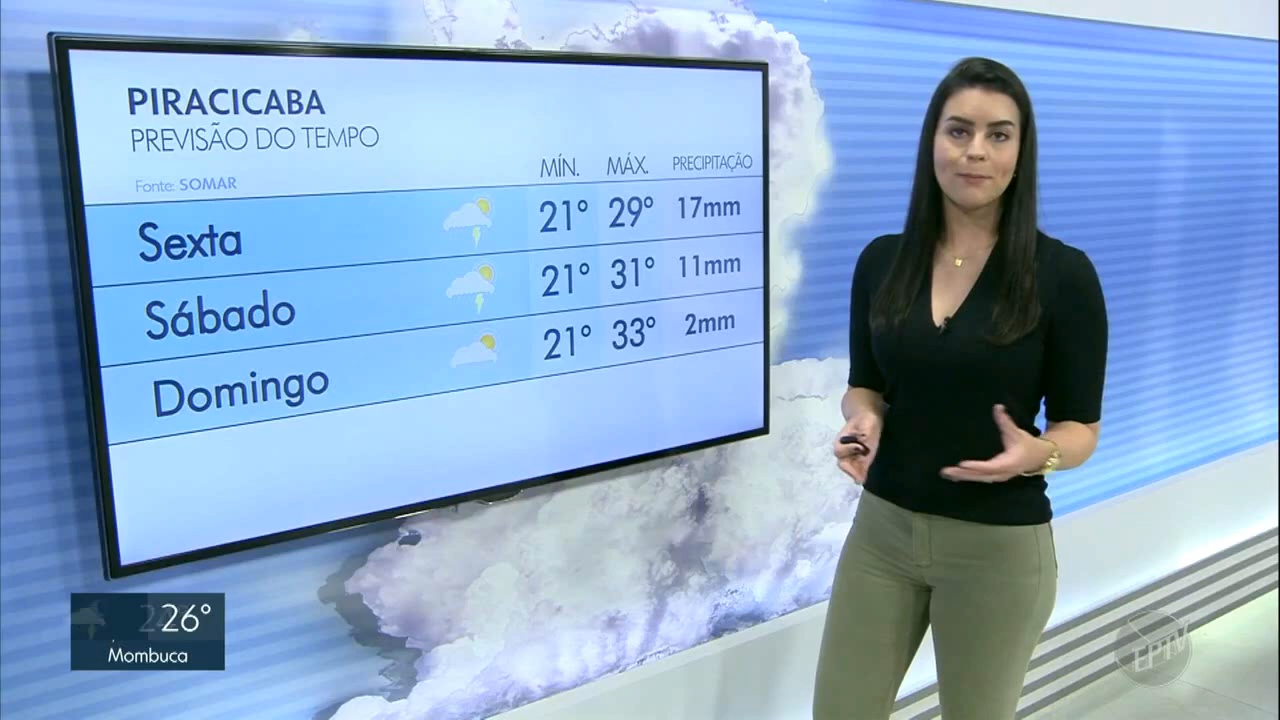 PIRACICABA
PREVISÃO DO TEMPO
Fonte: SOMAR
MÍN. MÁX. PRECIPITAÇÃO
Sexta 21° 29° 17mm
Sábado 21° 31° 11mm
Domingo 21° 33° 2mm
26°
Mombuca
EPTV